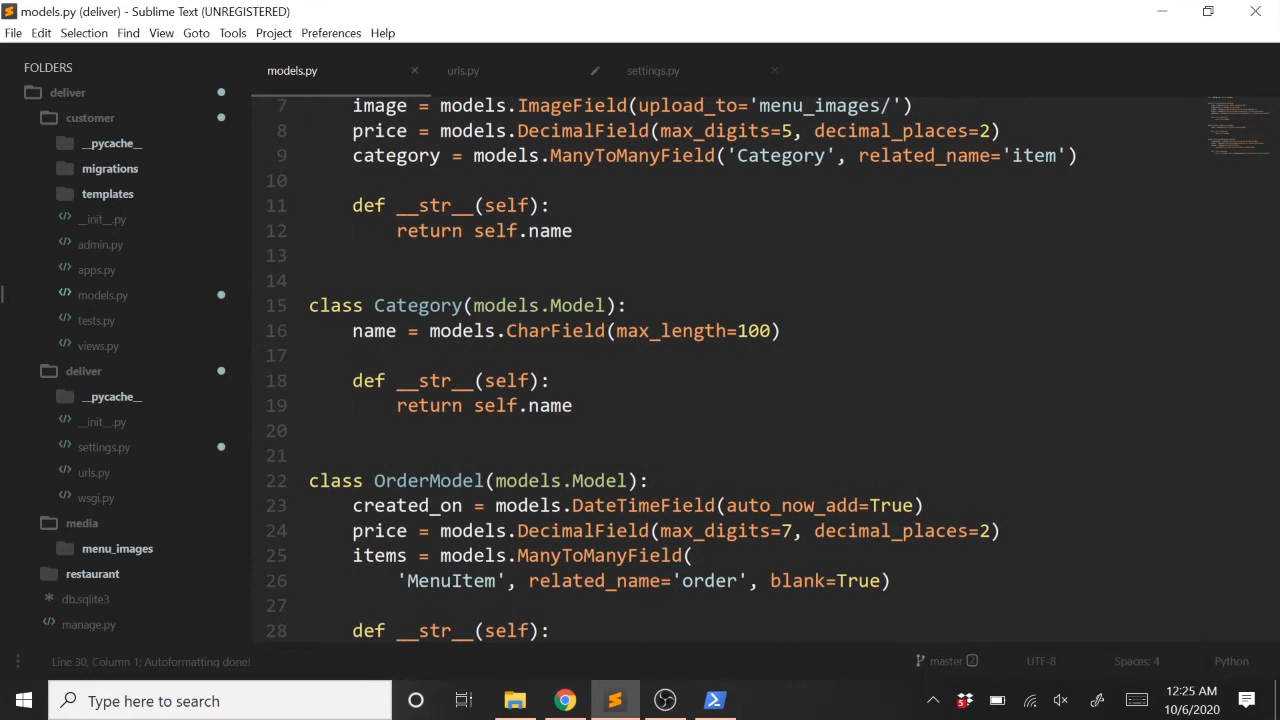 models.py (deliver) - Sublime Text (UNREGISTERED)
File Edit Selection Find View Goto Tools Project Preferences Help
FOLDERS
deliver
customer
__pycache__
migrations
templates
__init__.py
admin.py
apps.py
models.py
tests.py
views.py
deliver
__pycache__
__init__.py
settings.py
urls.py
wsgi.py
media
menu_images
restaurant
db.sqlite3
manage.py
models.py urls.py settings.py
7 image = models.ImageField(upload_to='menu_images/')
8 price = models.DecimalField(max_digits=5, decimal_places=2)
9 category = models.ManyToManyField('Category', related_name='item')
10
11 def __str__(self):
12 return self.name
13
14
15 class Category(models.Model):
16 name = models.CharField(max_length=100)
17
18 def __str__(self):
19 return self.name
20
21
22 class OrderModel(models.Model):
23 created_on = models.DateTimeField(auto_now_add=True)
24 price = models.DecimalField(max_digits=7, decimal_places=2)
25 items = models.ManyToManyField(
26 'MenuItem', related_name='order', blank=True)
27
28 def __str__(self):
Line 30, Column 1; Autoformatting done! master 2 UTF-8 Spaces: 4 Python
Type here to search
12:25 AM
10/6/2020